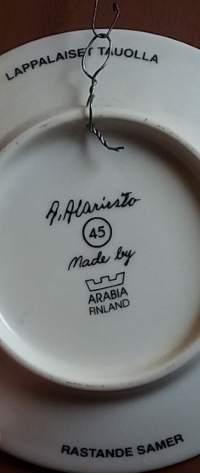 LAPPALAISET TAUOLLA
A. Alariesto
45
Made by
ARABIA
FINLAND
RASTANDE SAMER